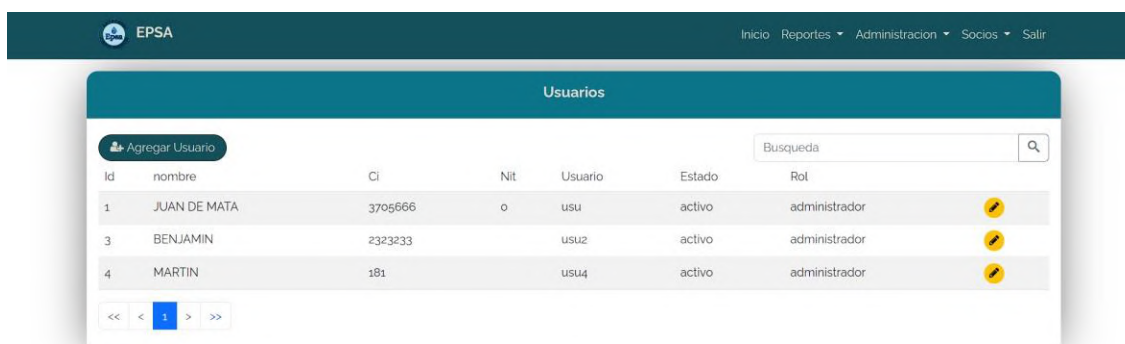 Epsa EPSA Inicio Reportes Administracion Socios Salir
Usuarios
Agregar Usuario Busqueda
Id nombre Ci Nit Usuario Estado Rol
1 JUAN DE MATA 3705666 0 usu activo administrador
3 BENJAMIN 2323233 usu2 activo administrador
4 MARTIN 181 usu4 activo administrador
<< < 1 > >>